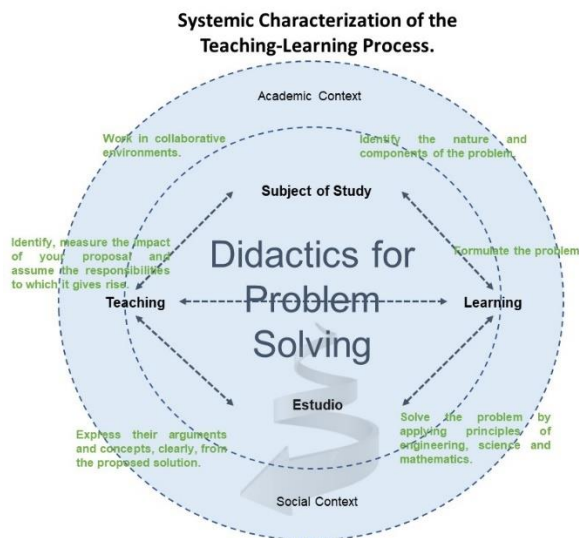 Systemic Characterization of the
Teaching-Learning Process.
Academic Context
Work in collaborative
environments.
Identify the nature and
components of the problem.
Subject of Study
Identify, measure the impact
of your proposal and
assume the responsibilities
to which it gives rise.
Formulate the problem
Didactics for
Problem
Solving
Teaching
Learning
Estudio
Express their arguments
and concepts, clearly, from
the proposed solution.
Solve the problem by
applying principles of
engineering, science and
mathematics.
Social Context